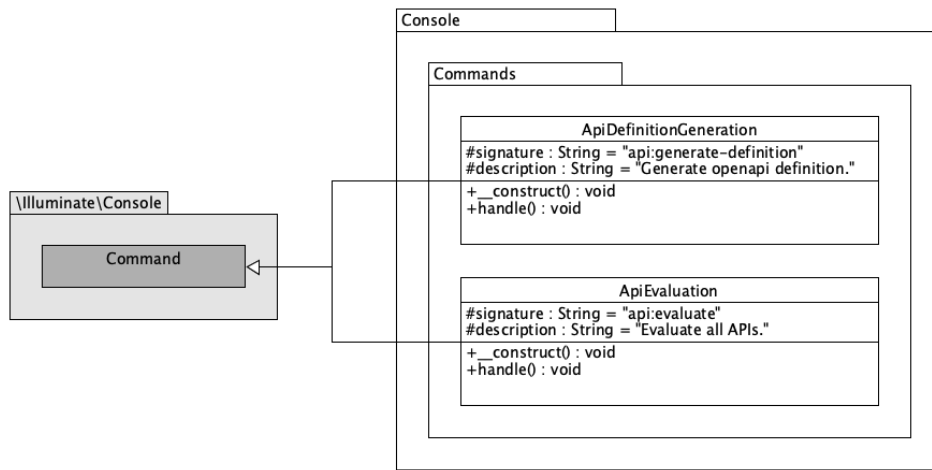 Console
Commands
ApiDefinitionGeneration
#signature : String = "api:generate-definition"
#description : String = "Generate openapi definition."
+__construct() : void
+handle() : void
\Illuminate\Console
Command
ApiEvaluation
#signature : String = "api:evaluate"
#description : String = "Evaluate all APIs."
+__construct() : void
+handle() : void